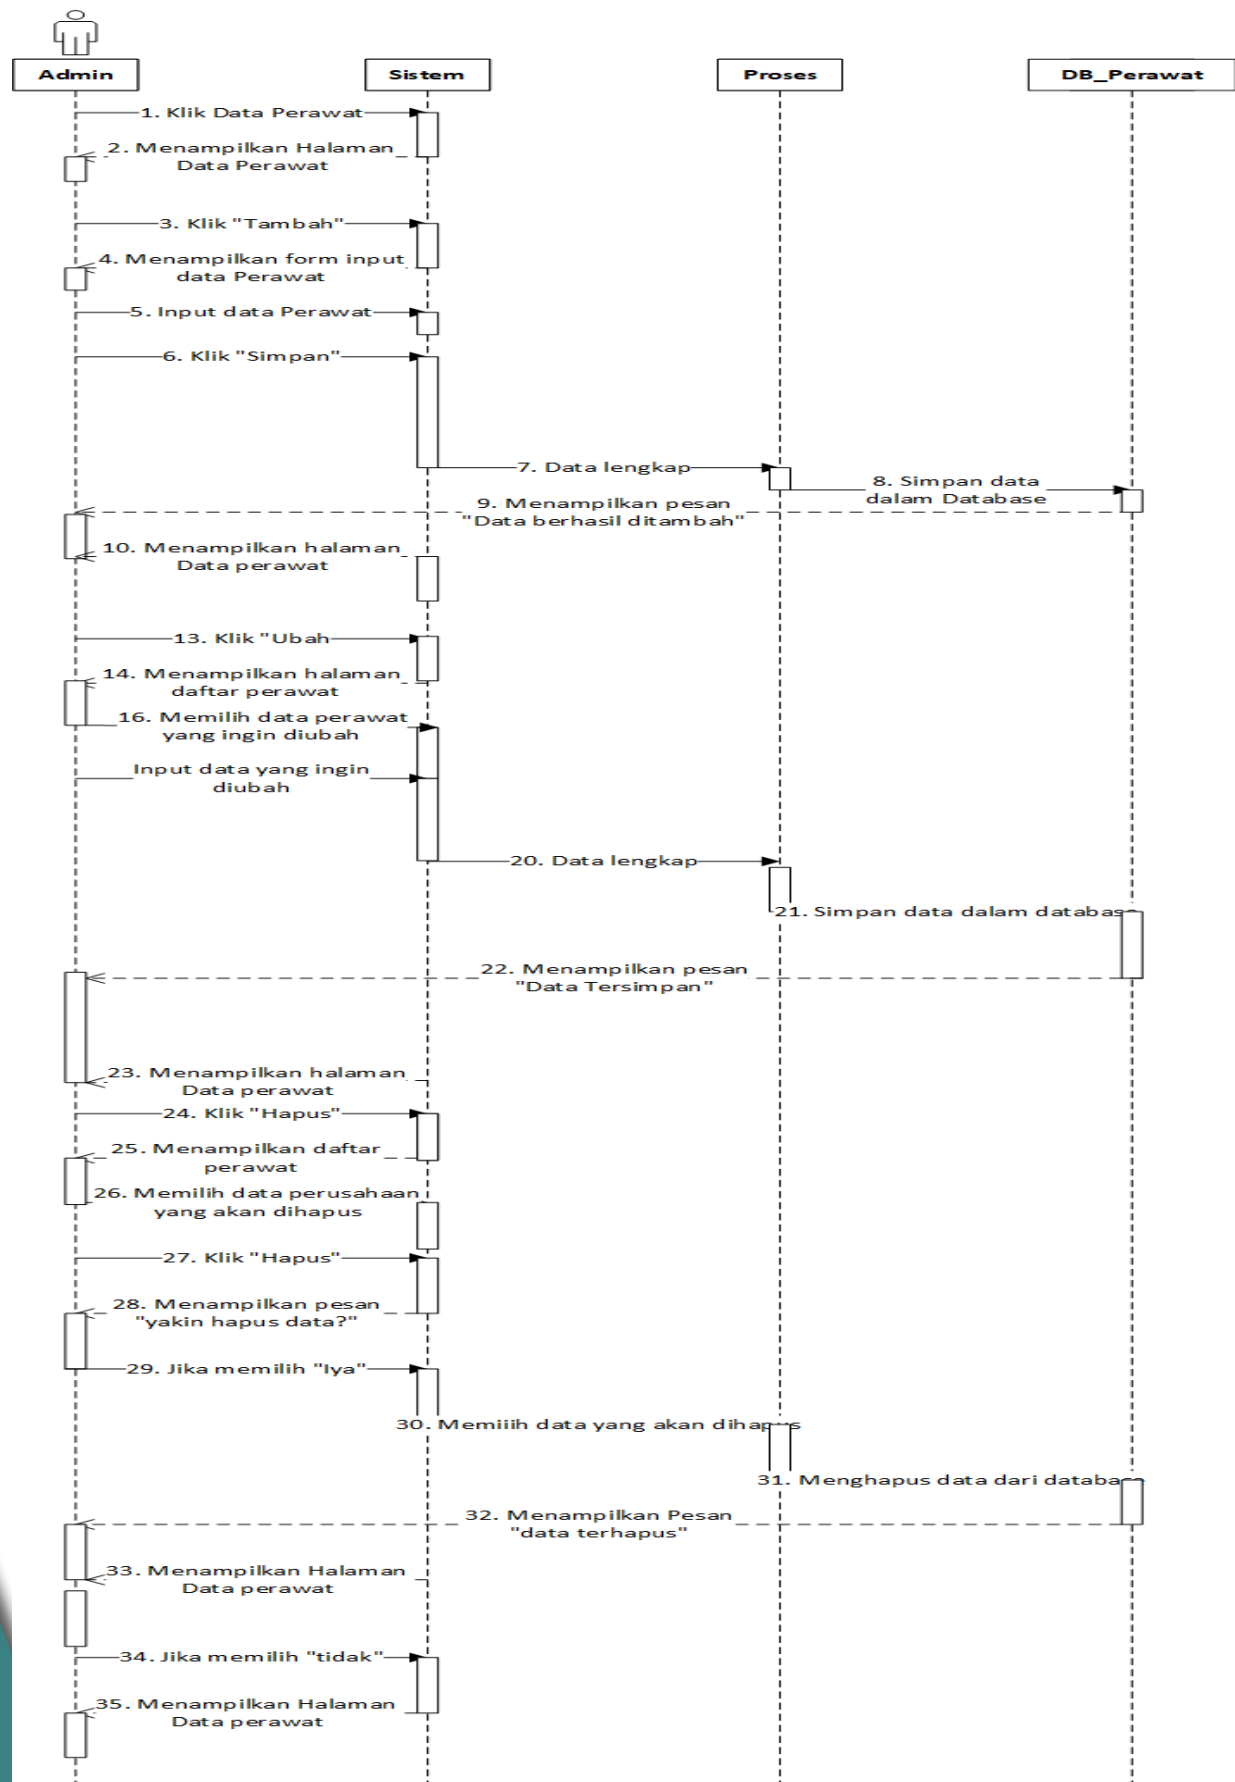 Admin
Sistem
Proses
DB_Perawat
1. Klik Data Perawat
2. Menampilkan Halaman
Data Perawat
3. Klik "Tambah"
4. Menampilkan form input
data Perawat
5. Input data Perawat
6. Klik "Simpan"
7. Data lengkap
8. Simpan data
dalam Database
9. Menampilkan pesan
"Data berhasil ditambah"
10. Menampilkan halaman
Data perawat
13. Klik "Ubah
14. Menampilkan halaman
daftar perawat
16. Memilih data perawat
yang ingin diubah
Input data yang ingin
diubah
20. Data lengkap
21. Simpan data dalam database
22. Menampilkan pesan
"Data Tersimpan"
23. Menampilkan halaman
Data perawat
24. Klik "Hapus"
25. Menampilkan daftar
perawat
26. Memilih data perusahaan
yang akan dihapus
27. Klik "Hapus"
28. Menampilkan pesan
"yakin hapus data?"
29. Jika memilih "Iya"
30. Memiiih data yang akan dihapus
31. Menghapus data dari database
32. Menampilkan Pesan
"data terhapus"
33. Menampilkan Halaman
Data perawat
34. Jika memilih "tidak"
35. Menampilkan Halaman
Data perawat